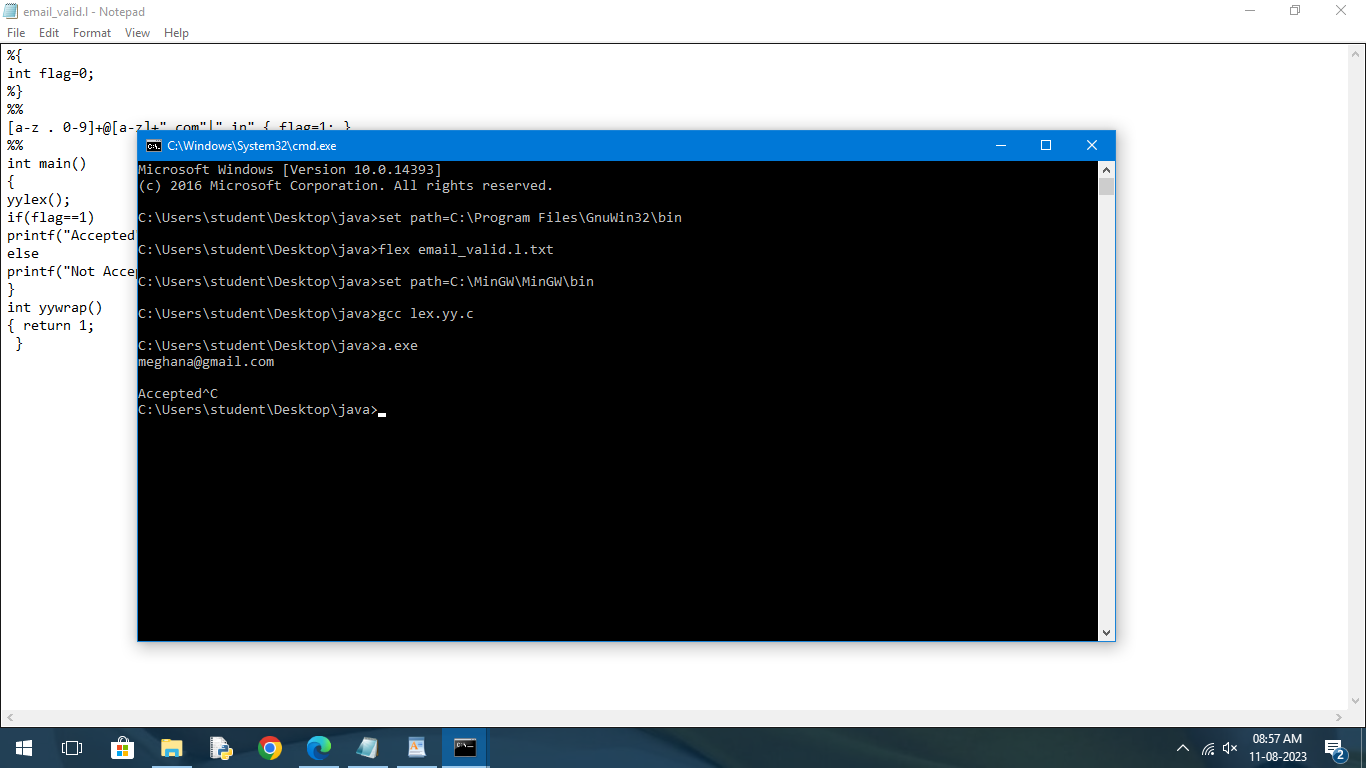 email_valid.l - Notepad
File Edit Format View Help
%{
int flag=0;
%}
%%
[a-z . 0-9]+@[a-z]+".com"|".in" { flag=1; }
%%
int main()
{
yylex();
if(flag==1)
printf("Accepted"
else
printf("Not Accep
}
int yywrap()
{ return 1;
}
C:\Windows\System32\cmd.exe
Microsoft Windows [Version 10.0.14393]
(c) 2016 Microsoft Corporation. All rights reserved.
C:\Users\student\Desktop\java>set path=C:\Program Files\GnuWin32\bin
C:\Users\student\Desktop\java>flex email_valid.l.txt
C:\Users\student\Desktop\java>set path=C:\MinGW\MinGW\bin
C:\Users\student\Desktop\java>gcc lex.yy.c
C:\Users\student\Desktop\java>a.exe
meghana@gmail.com
Accepted^C
C:\Users\student\Desktop\java>
08:57 AM
11-08-2023
2